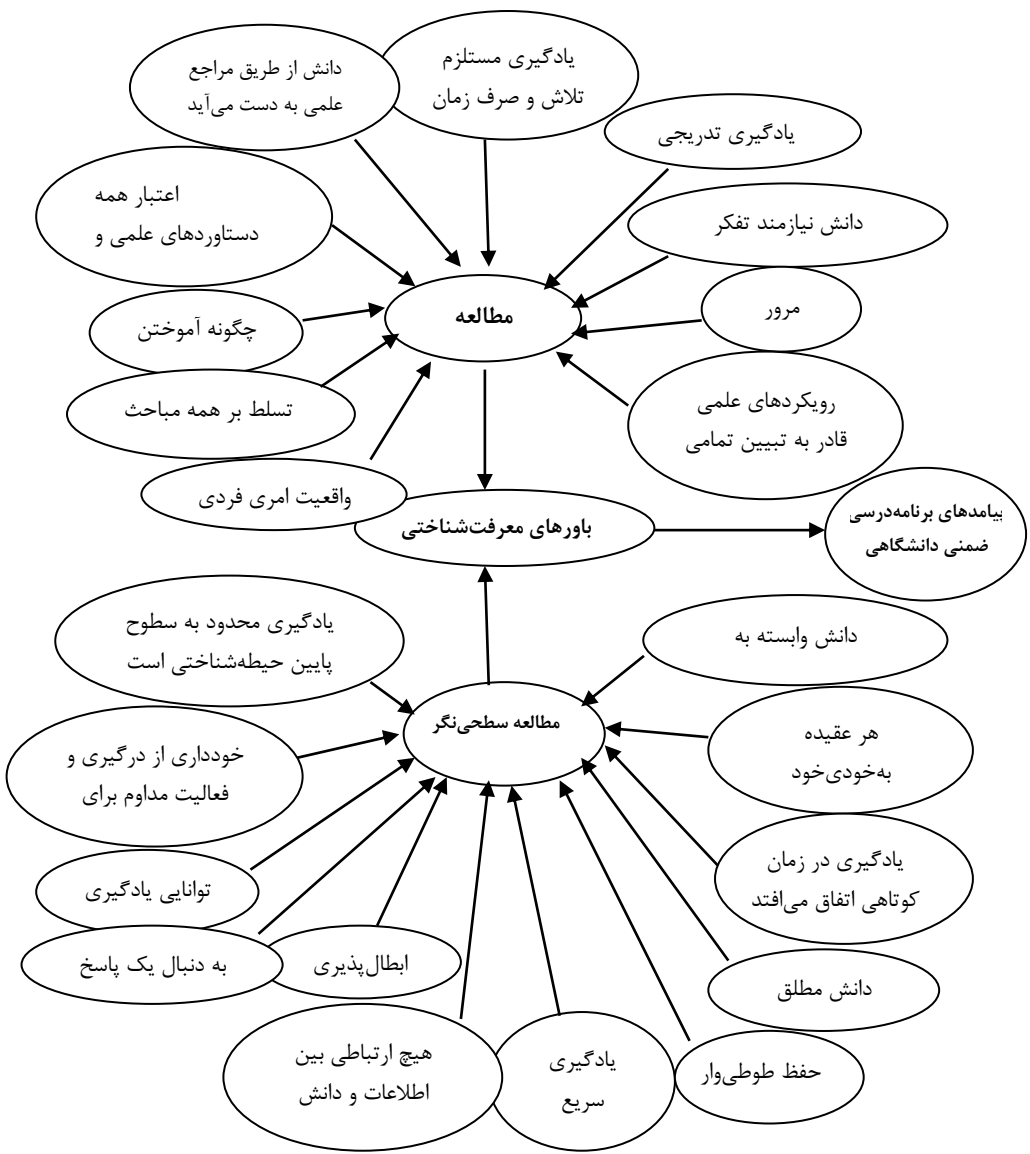 یادگیری مستلزم
تلاش و صرف زمان
دانش از طریق مراجع
علمی به دست می‌آید
یادگیری تدریجی
اعتبار همه
دستاوردهای علمی و
دانش نیازمند تفکر
مرور
مطالعه
چگونه آموختن
رویکردهای علمی
قادر به تبیین تمامی
تسلط بر همه مباحث
واقعیت امری فردی
باورهای معرفت‌شناختی
پیامدهای برنامه‌درسی
ضمنی دانشگاهی
یادگیری محدود به سطوح
پایین حیطه‌شناختی است
دانش وابسته به
مطالعه سطحی‌نگر
هر عقیده
به‌خودی‌خود
خودداری از درگیری و
فعالیت مداوم برای
یادگیری در زمان
کوتاهی اتفاق می‌افتد
توانایی یادگیری
به دنبال یک پاسخ
ابطال‌پذیری
دانش مطلق
هیچ ارتباطی بین
اطلاعات و دانش
یادگیری
سریع
حفظ طوطی‌وار